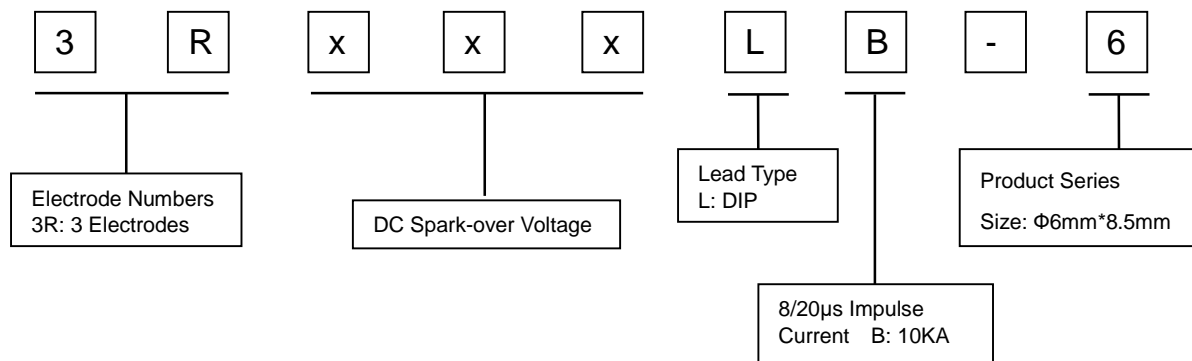 3 R x x x L B - 6
Electrode Numbers
3R: 3 Electrodes
DC Spark-over Voltage
Lead Type
L: DIP
8/20μs Impulse
Current B: 10KA
Product Series
Size: Φ6mm*8.5mm